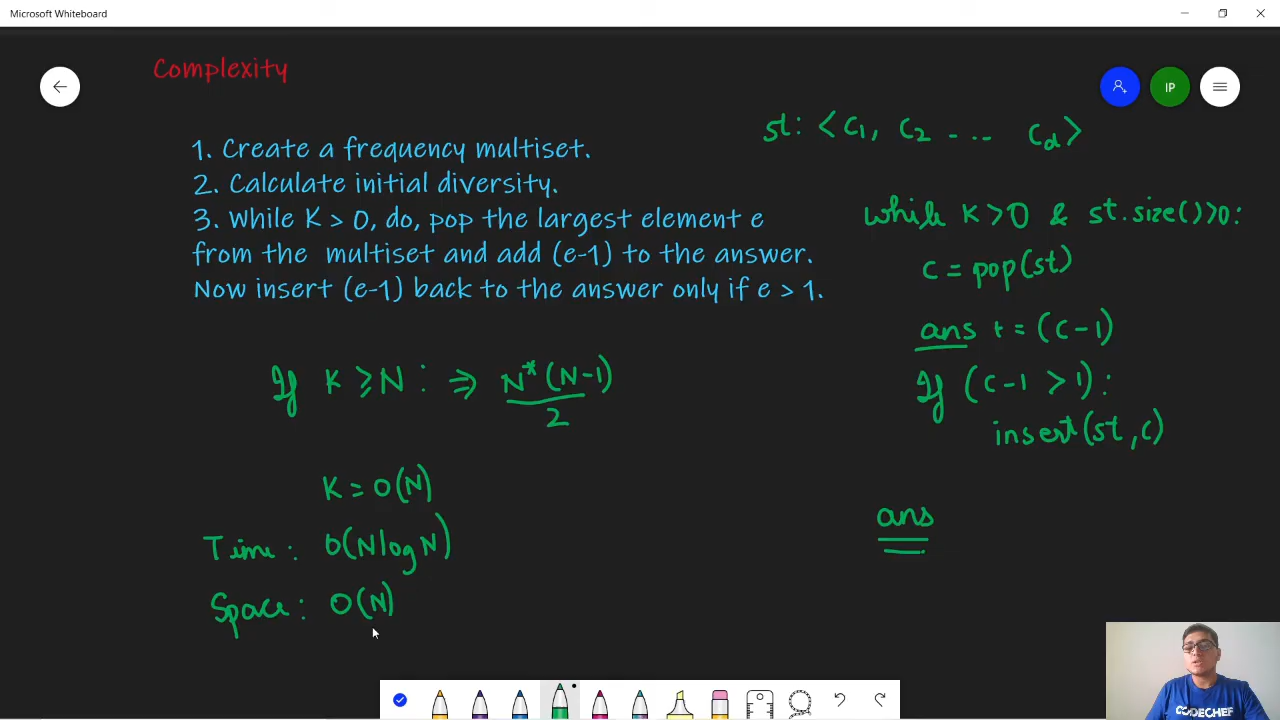 Microsoft Whiteboard
Complexity
1. Create a frequency multiset.
2. Calculate initial diversity.
3. While K > 0, do, pop the largest element e
from the multiset and add (e-1) to the answer.
Now insert (e-1) back to the answer only if e > 1.
If K ≥ N : ⇒ N*(N-1)
2
K = O(N)
Time : O(N log N)
Space : O(N)
st: <C1, C2 - ... Cd>
while K>0 & st.size()>0:
c = pop(st)
ans += (c-1)
If (c-1 > 1):
insert(st, c)
ans
IP
CODECHEF